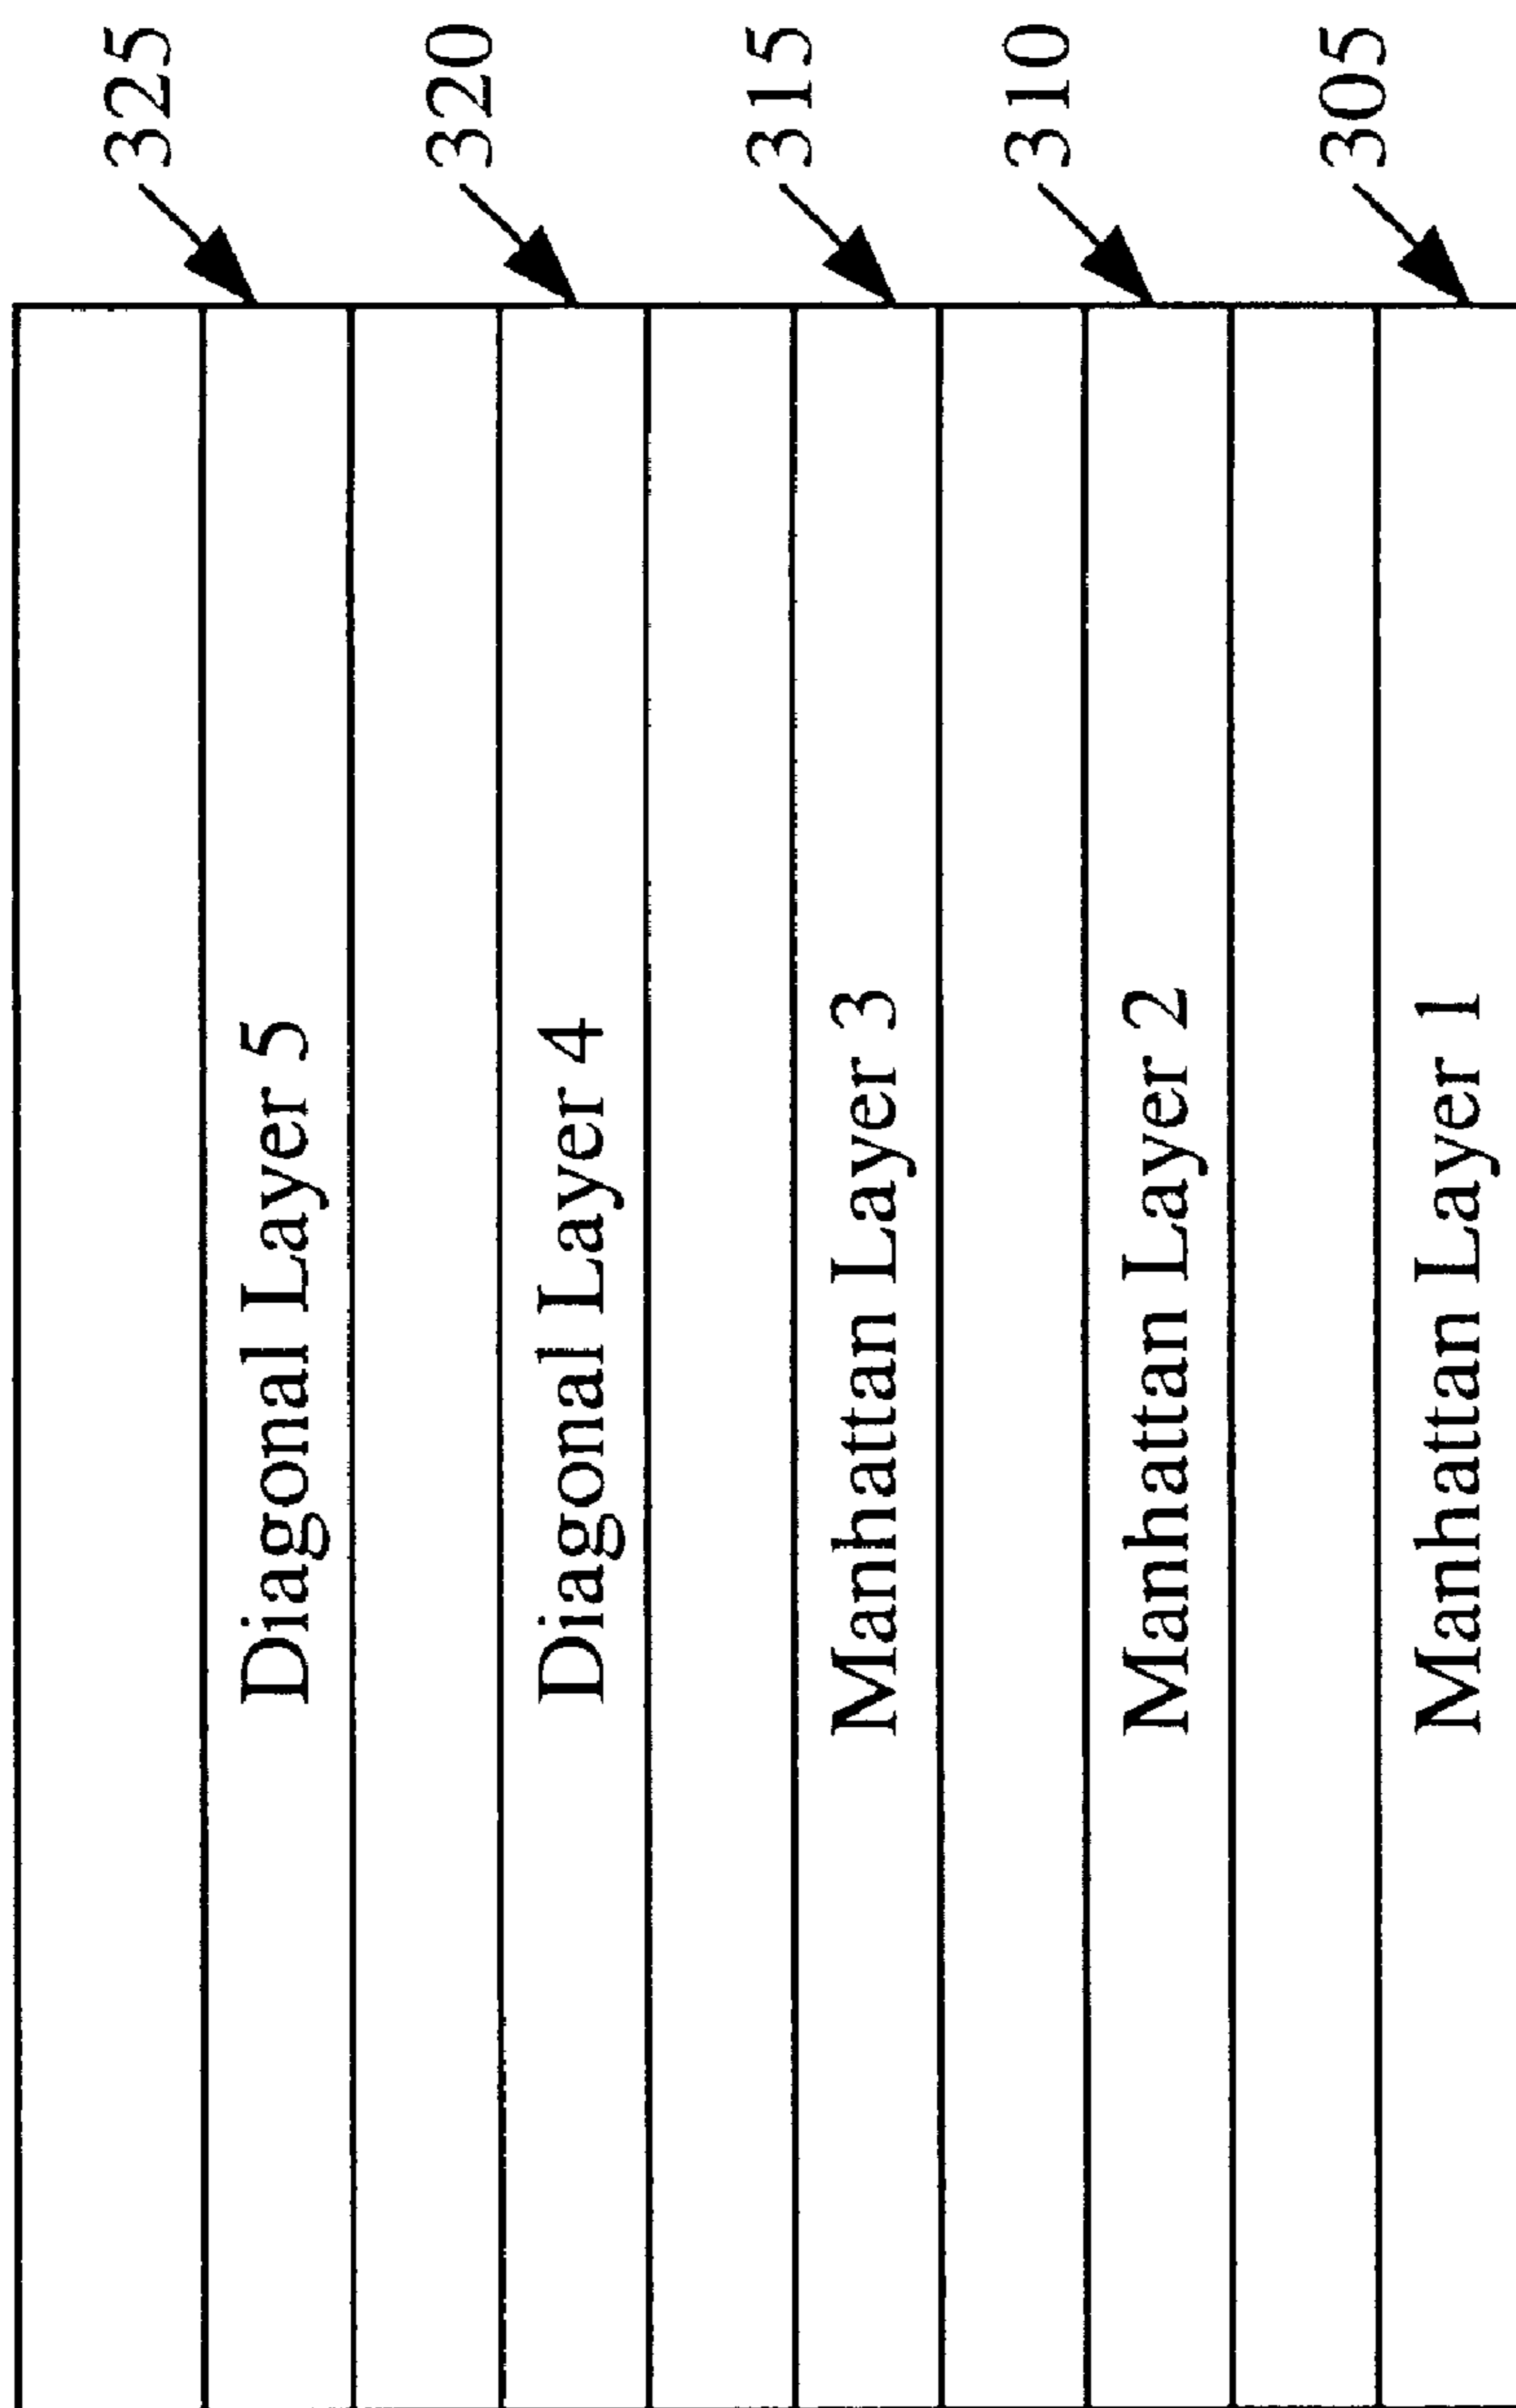 325
Diagonal Layer 5
320
Diagonal Layer 4
315
Manhattan Layer 3
310
Manhattan Layer 2
305
Manhattan Layer 1